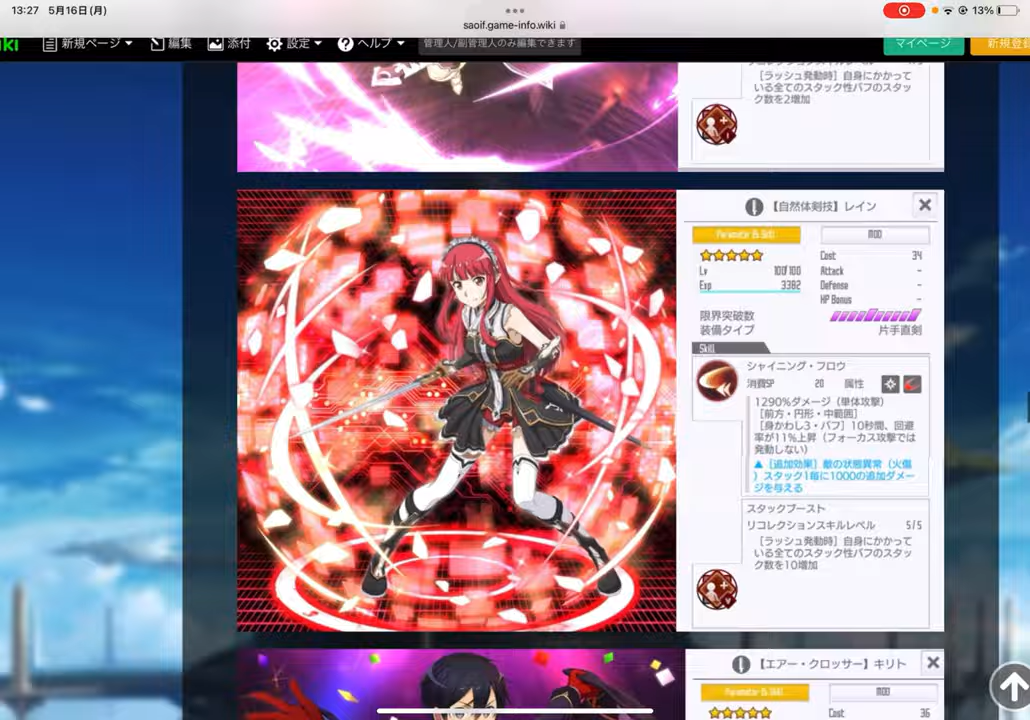 13:27 5月16日(月)
13%
saoif.game-info.wiki
新規ページ 編集 添付 設定 ヘルプ 管理人/副管理人のみ編集できます マイページ 新規登録
［ラッシュ発動時］自身にかかって
いる全てのスタック性バフのスタッ
ク数を2増加
【自然体剣技】レイン
Parameter & Skill MOD
Cost 34
Lv 100/100 Attack -
Exp 3382 Defense -
HP Bonus -
限界突破数
装備タイプ 片手直剣
Skill
シャイニング・フロウ
消費SP 20 属性
1290%ダメージ（単体攻撃）
［前方・円形・中範囲］
［身かわし3・バフ］10秒間、回避
率が11%上昇（フォーカス攻撃では
発動しない）
▲［追加効果］敵の状態異常（火傷
）スタック1毎に1000の追加ダメー
ジを与える
スタックブースト
リコレクションスキルレベル 5/5
［ラッシュ発動時］自身にかかって
いる全てのスタック性バフのスタッ
ク数を10増加
【エアー・クロッサー】キリト
Parameter & Skill MOD
Cost 36